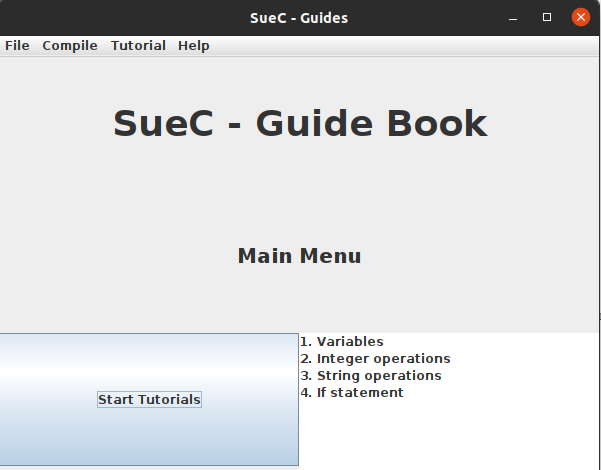 SueC - Guides
File Compile Tutorial Help
SueC - Guide Book
Main Menu
Start Tutorials
1. Variables
2. Integer operations
3. String operations
4. If statement